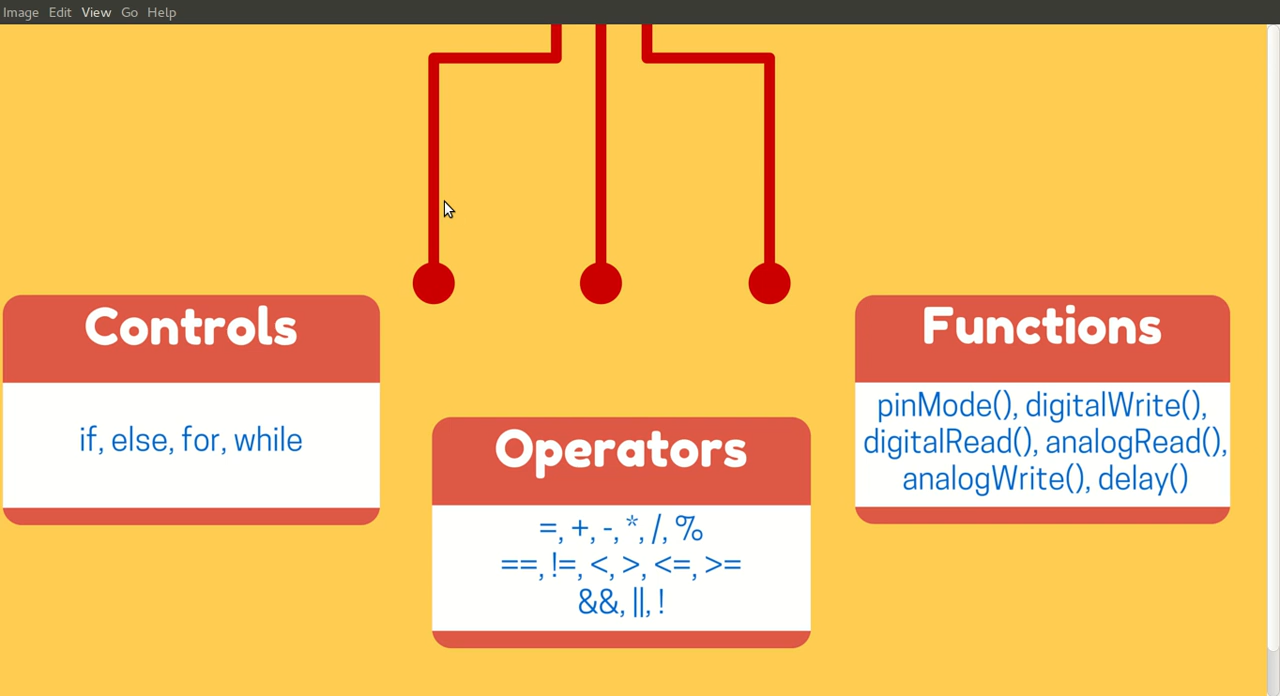 Image Edit View Go Help
Controls
if, else, for, while
Operators
=, +, -, *, /, %
==, !=, <, >, <=, >=
&&, ||, !
Functions
pinMode(), digitalWrite(),
digitalRead(), analogRead(),
analogWrite(), delay()